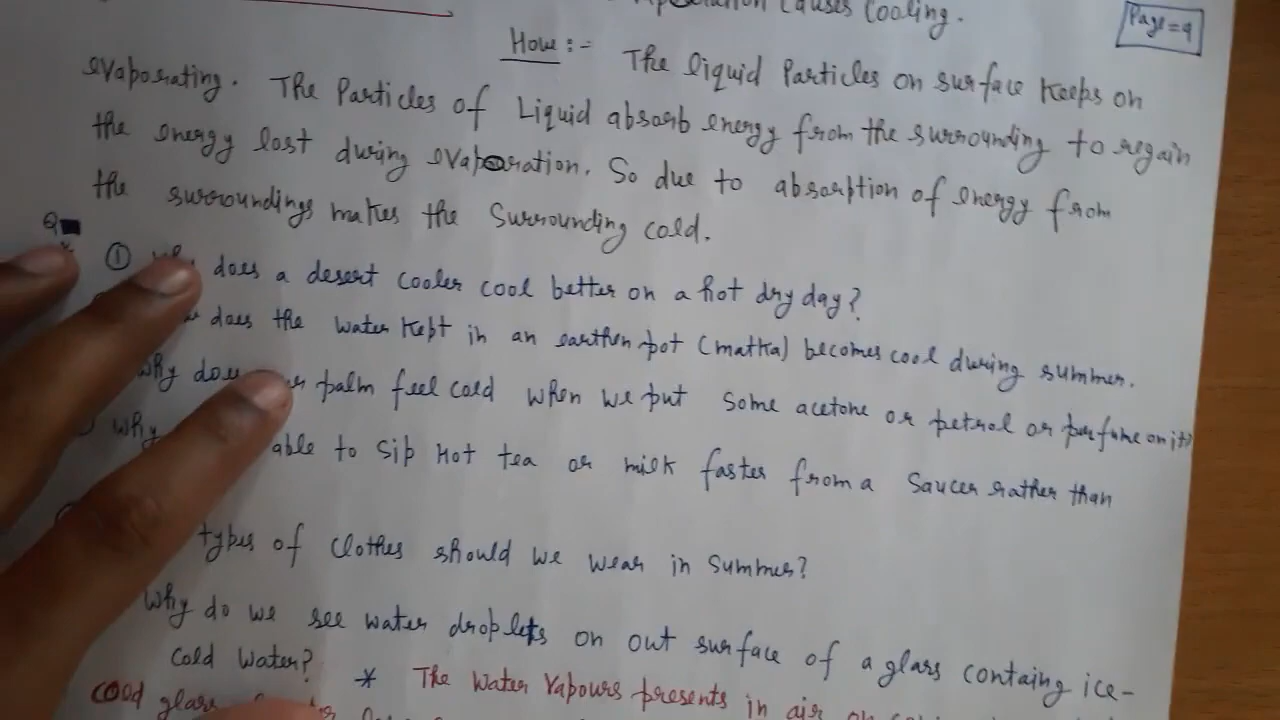 Causes Cooling.
Page=9
How :- The liquid Particles on surface Keeps on
evaporating. The Particles of Liquid absorb energy from the surrounding to regain
the energy lost during evaporation. So due to absorption of energy from
the surroundings makes the Surrounding cold.
Q
① does a desert cooler cool better on a hot dry day?
does the water kept in an earthen pot (matka) becomes cool during summer.
Why does palm feel cold when we put some acetone or petrol or perfume on it?
Why able to sip Hot tea or milk faster from a saucer rather than
types of clothes should we wear in summer?
Why do we see water droplets on out surface of a glass containg ice-
cold water? * The water vapours presents in air on
glass